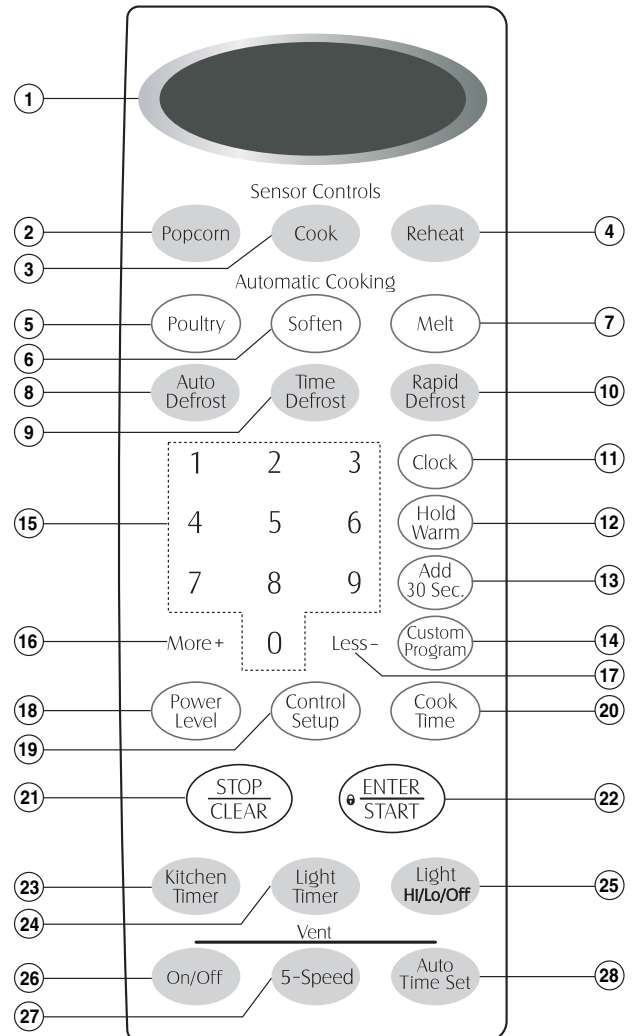 1
Sensor Controls
2 Popcorn Cook Reheat 4
3
Automatic Cooking
5 Poultry Soften Melt 7
6
8 Auto Defrost Time Defrost Rapid Defrost 10
9
1 2 3 Clock 11
15 4 5 6 Hold Warm 12
7 8 9 Add 30 Sec. 13
16 More+ 0 Less- Custom Program 14
17
18 Power Level Control Setup Cook Time 20
19
21 STOP CLEAR ENTER START 22
23 Kitchen Timer Light Timer Light Hi/Lo/Off 25
24
Vent
26 On/Off 5-Speed Auto Time Set 28
27